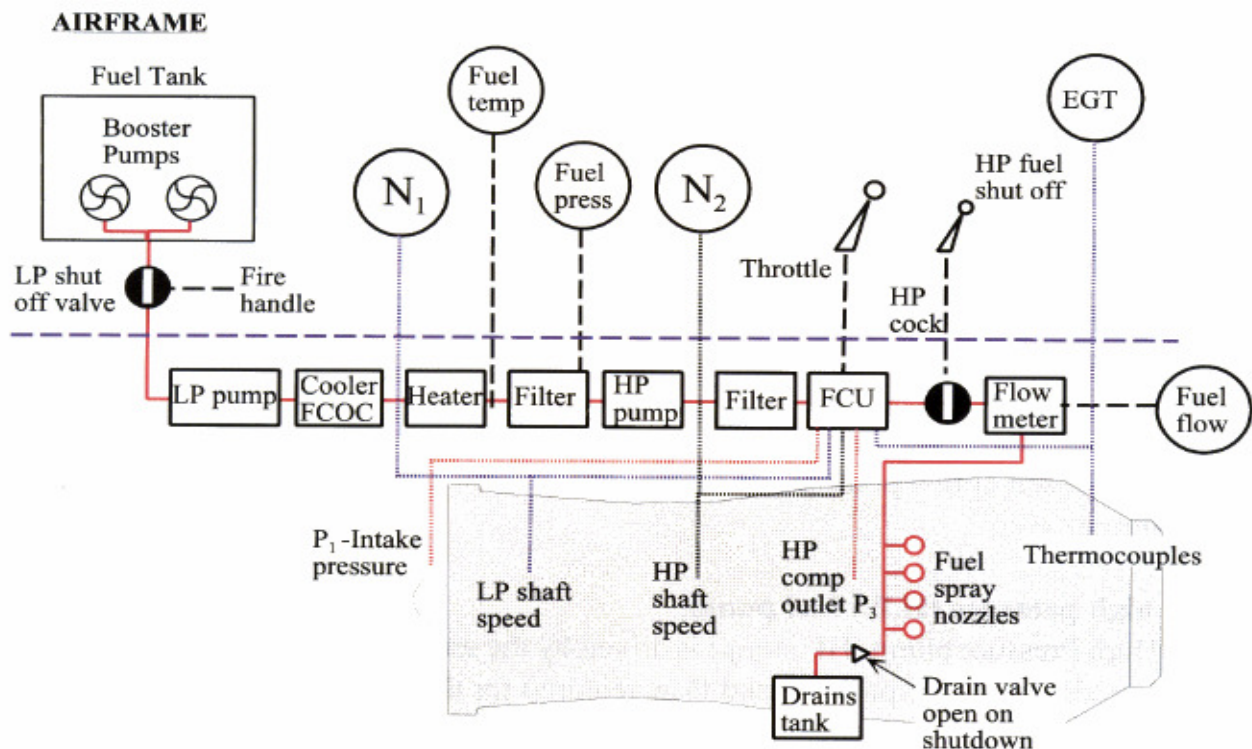 AIRFRAME
Fuel Tank
Booster
Pumps
LP shut
off valve
Fire
handle
N1
Fuel
temp
Fuel
press
N2
Throttle
HP fuel
shut off
HP
cock
EGT
LP pump
Cooler
FCOC
Heater
Filter
HP
pump
Filter
FCU
Flow
meter
Fuel
flow
P1 -Intake
pressure
LP shaft
speed
HP
shaft
speed
HP
comp
outlet P3
Fuel
spray
nozzles
Thermocouples
Drains
tank
Drain valve
open on
shutdown